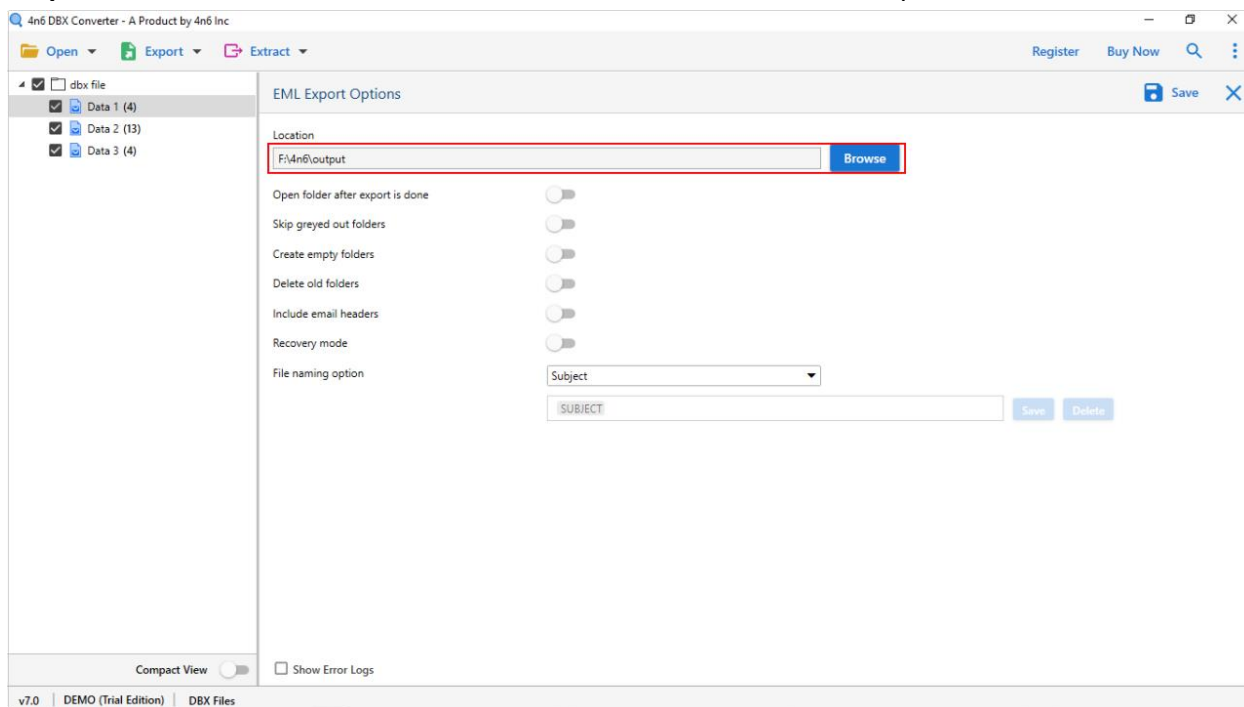 4n6 DBX Converter - A Product by 4n6 Inc
Open Export Extract Register Buy Now
dbx file
Data 1 (4)
Data 2 (13)
Data 3 (4)
EML Export Options Save
Location
F:\4n6\output Browse
Open folder after export is done
Skip greyed out folders
Create empty folders
Delete old folders
Include email headers
Recovery mode
File naming option Subject
SUBJECT Save Delete
Compact View Show Error Logs
v7.0 DEMO (Trial Edition) DBX Files